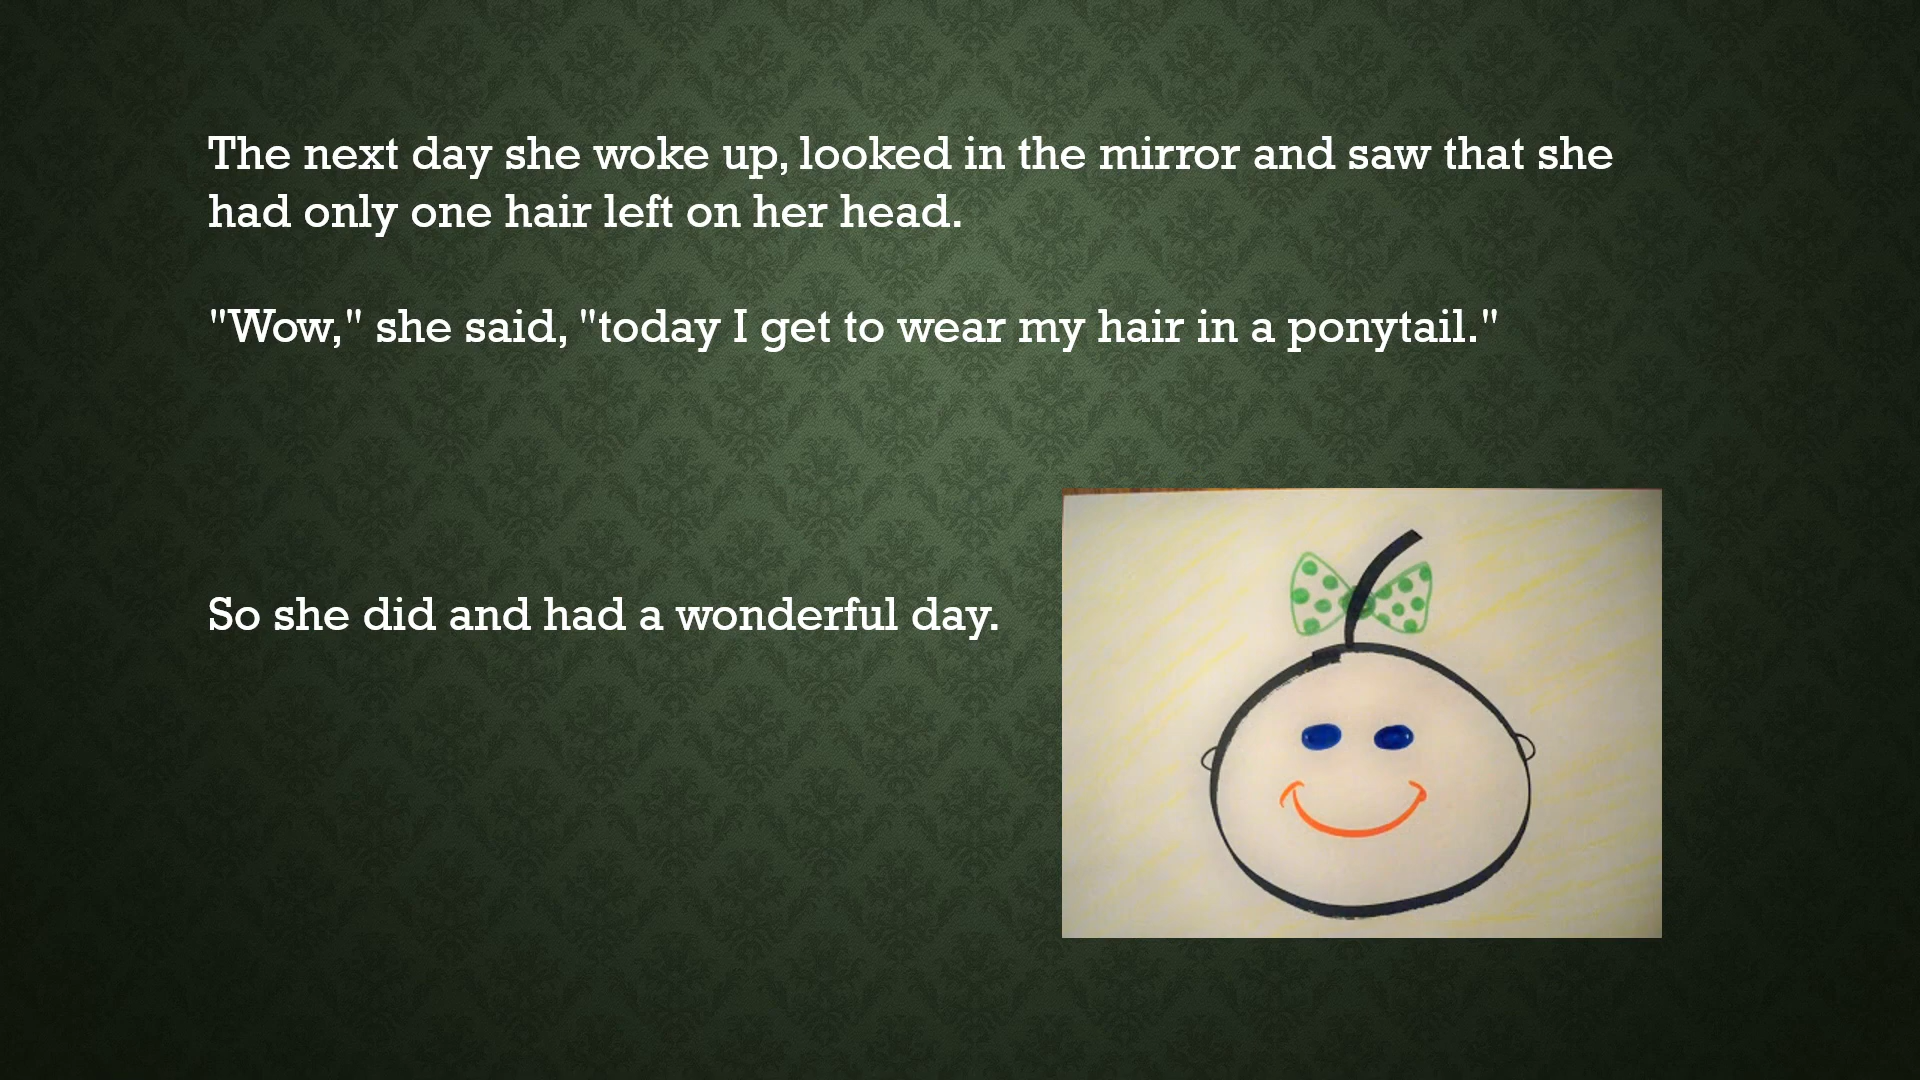 The next day she woke up, looked in the mirror and saw that she
had only one hair left on her head.
"Wow," she said, "today I get to wear my hair in a ponytail."
So she did and had a wonderful day.